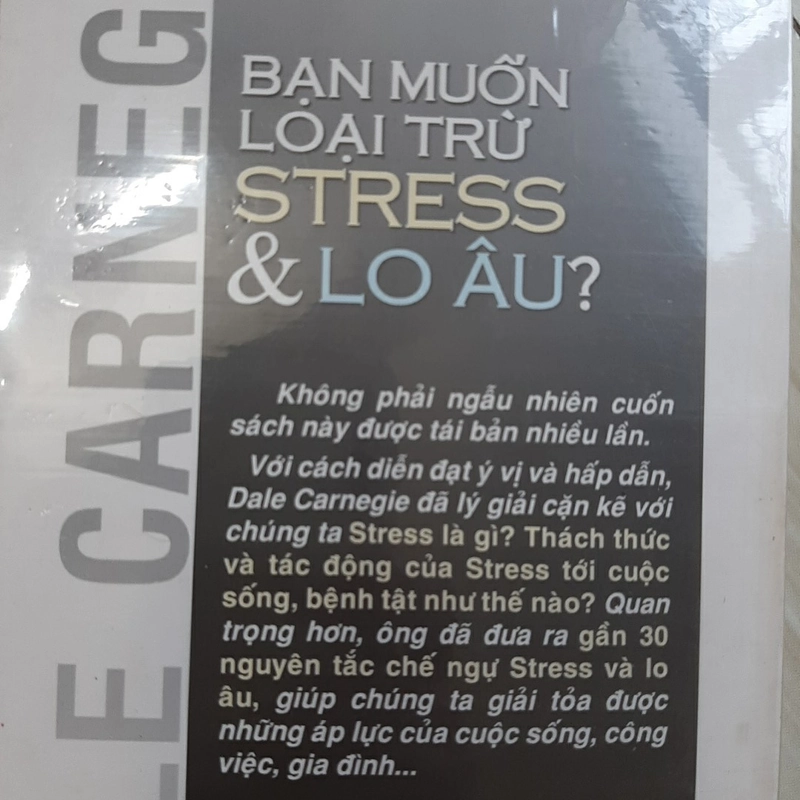 LE CARNEG
BẠN MUỐN
LOẠI TRỪ
STRESS
& LO ÂU?
Không phải ngẫu nhiên cuốn
sách này được tái bản nhiều lần.
Với cách diễn đạt ý vị và hấp dẫn,
Dale Carnegie đã lý giải cặn kẽ với
chúng ta Stress là gì? Thách thức
và tác động của Stress tới cuộc
sống, bệnh tật như thế nào? Quan
trọng hơn, ông đã đưa ra gần 30
nguyên tắc chế ngự Stress và lo
âu, giúp chúng ta giải tỏa được
những áp lực của cuộc sống, công
việc, gia đình...